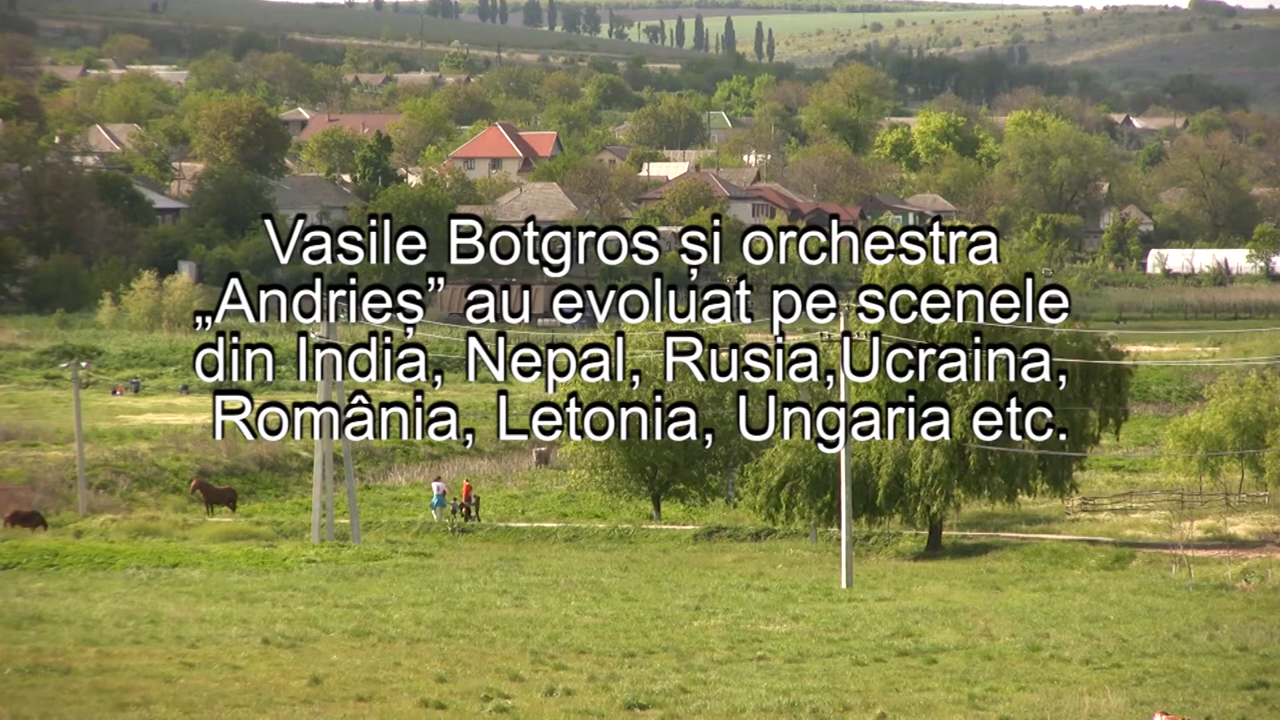 Vasile Botgros și orchestra
„Andrieș” au evoluat pe scenele
din India, Nepal, Rusia,Ucraina,
România, Letonia, Ungaria etc.